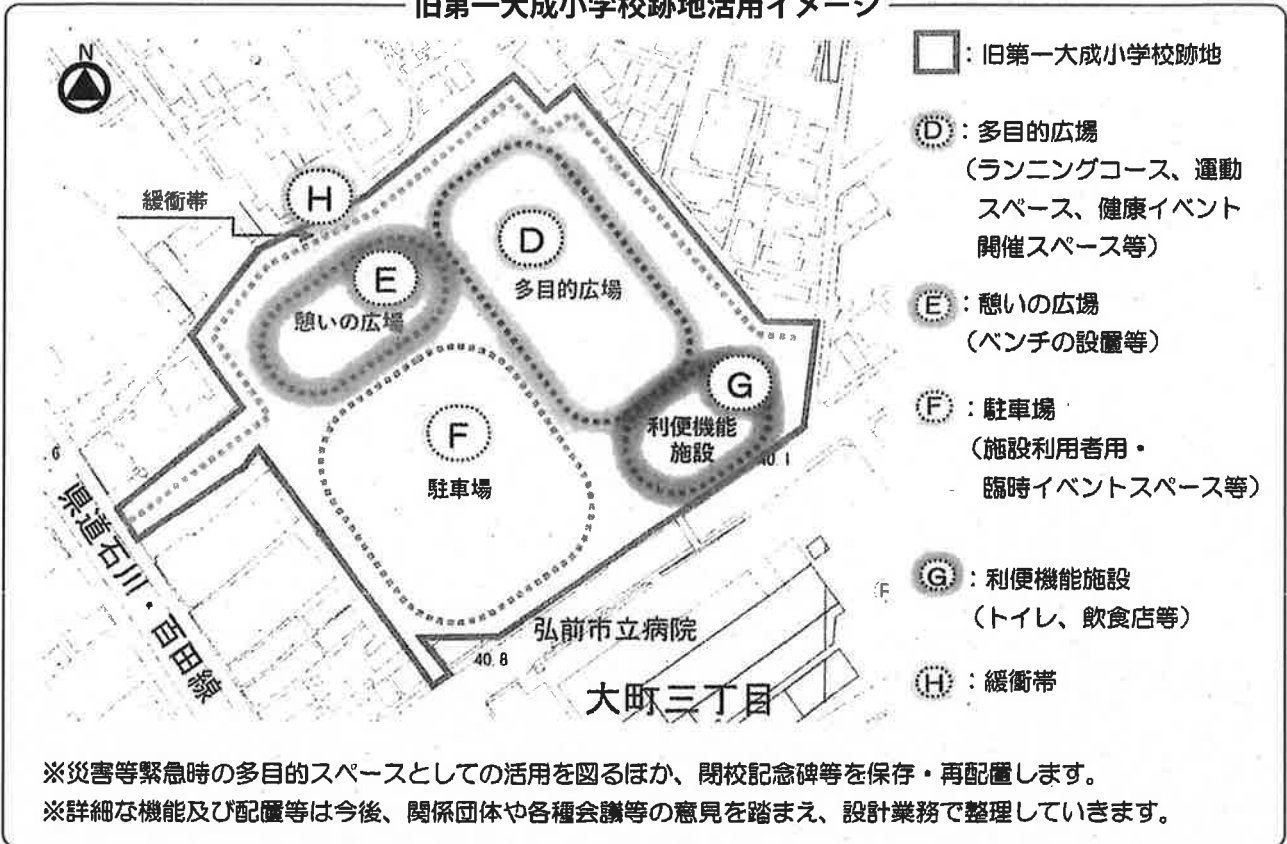 旧第一大成小学校跡地活用イメージ
N
緩衝帯
H
D
多目的広場
E
憩いの広場
G
利便機能
施設
F
駐車場
40.1
県道石川・百田線
弘前市立病院
40.8
大町三丁目
：旧第一大成小学校跡地
D：多目的広場
（ランニングコース、運動
スペース、健康イベント
開催スペース等）
E：憩いの広場
（ベンチの設置等）
F：駐車場
（施設利用者用・
臨時イベントスペース等）
G：利便機能施設
（トイレ、飲食店等）
H：緩衝帯
※災害等緊急時の多目的スペースとしての活用を図るほか、閉校記念碑等を保存・再配置します。
※詳細な機能及び配置等は今後、関係団体や各種会議等の意見を踏まえ、設計業務で整理していきます。